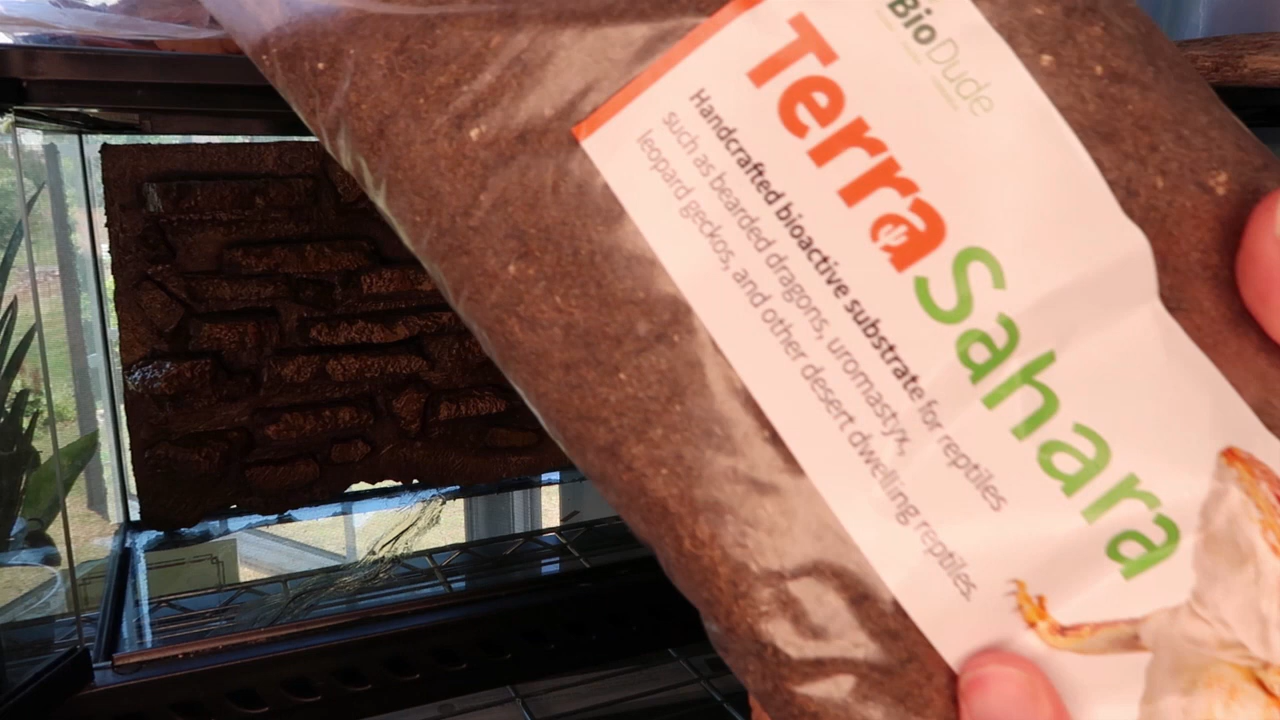 BioDude
TerraSahara
Handcrafted bioactive substrate for reptiles
such as bearded dragons, uromastyx,
leopard geckos, and other desert dwelling reptiles.